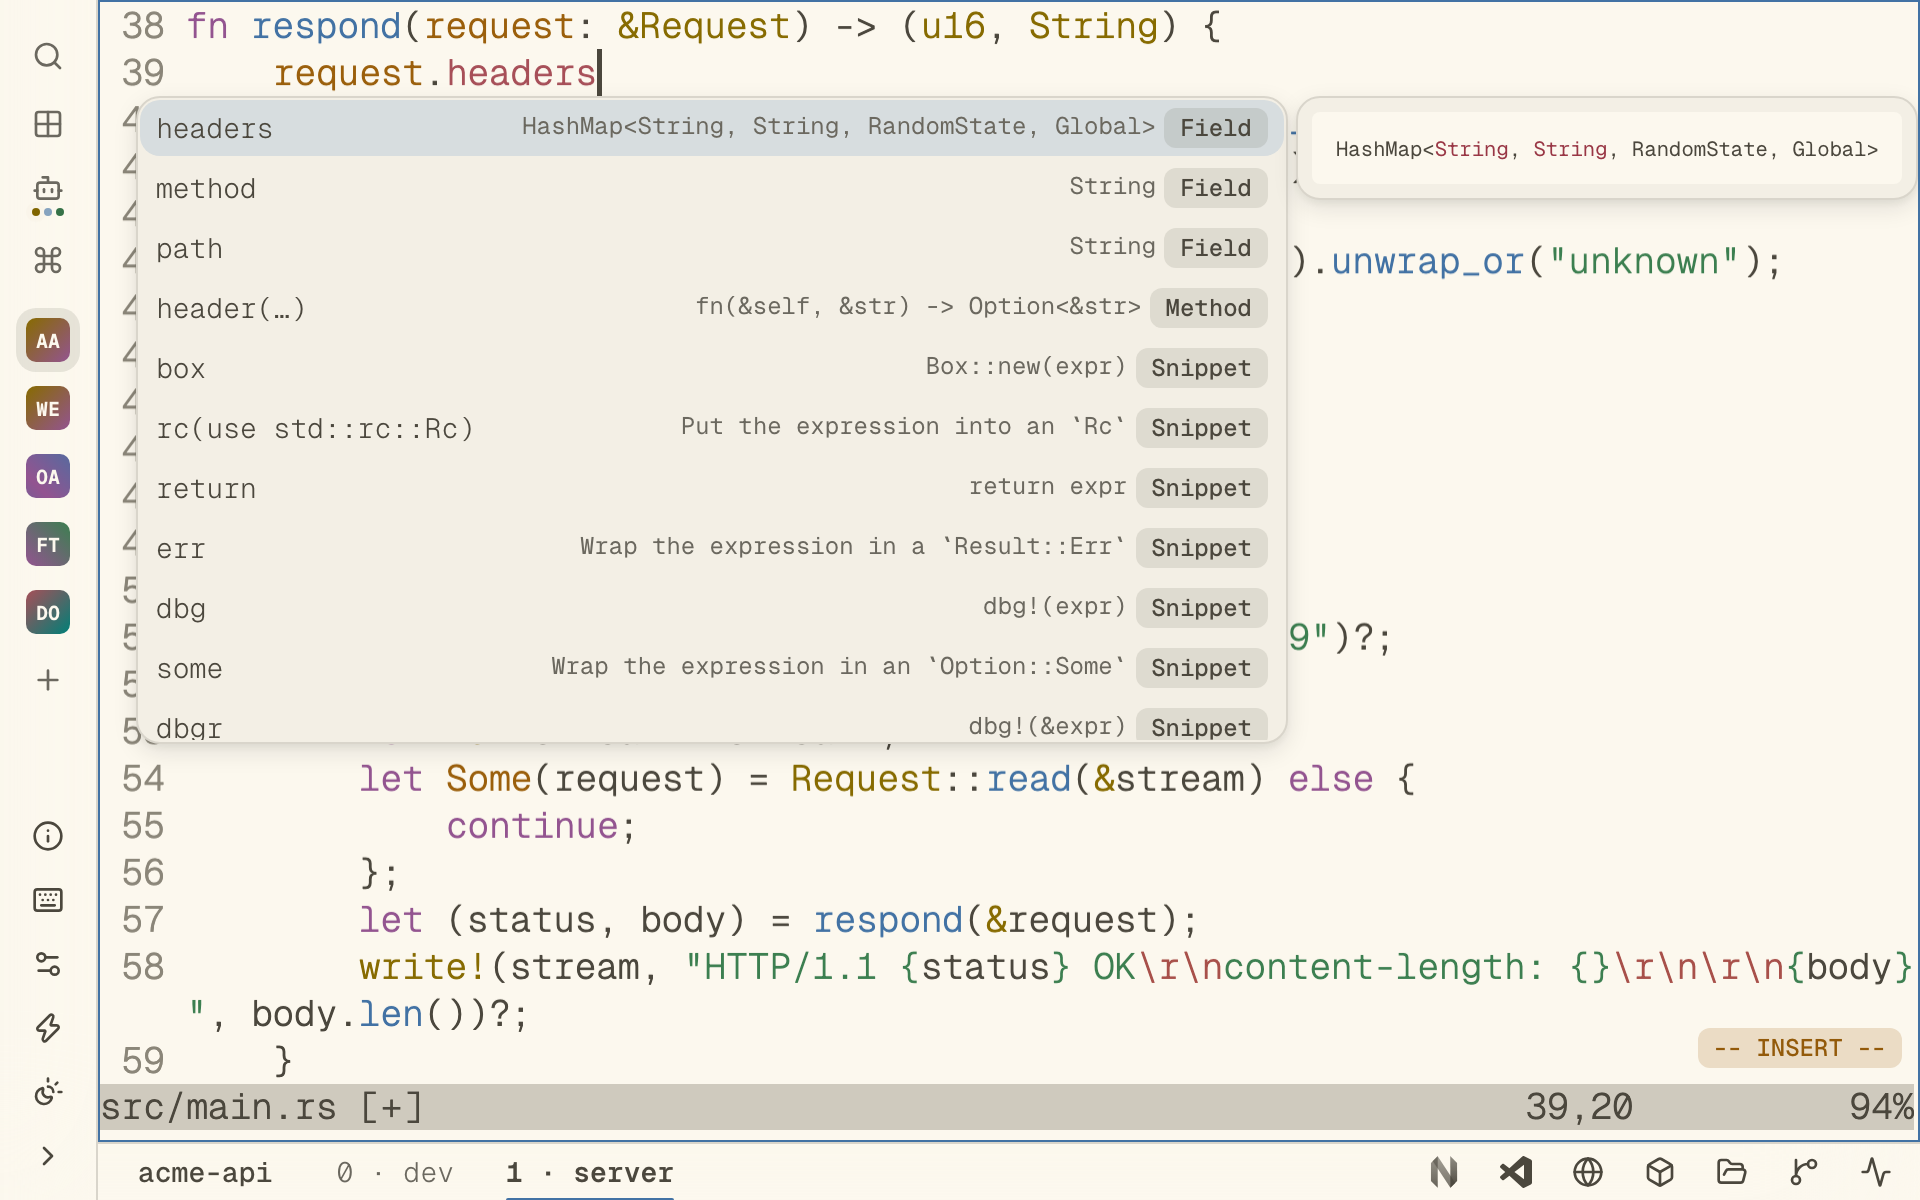 38 fn respond(request: &Request) -> (u16, String) {
39 request.headers
headers HashMap<String, String, RandomState, Global> Field
HashMap<String, String, RandomState, Global>
method String Field
path String Field
).unwrap_or("unknown");
header(…) fn(&self, &str) -> Option<&str> Method
AA
box Box::new(expr) Snippet
WE
rc(use std::rc::Rc) Put the expression into an `Rc` Snippet
OA
return return expr Snippet
FT
err Wrap the expression in a `Result::Err` Snippet
DO
dbg dbg!(expr) Snippet
9")?;
some Wrap the expression in an `Option::Some` Snippet
dbgr dbg!(&expr) Snippet
54 let Some(request) = Request::read(&stream) else {
55 continue;
56 };
57 let (status, body) = respond(&request);
58 write!(stream, "HTTP/1.1 {status} OK\r\ncontent-length: {}\r\n\r\n{body}
", body.len())?;
59 }
-- INSERT --
src/main.rs [+] 39,20 94%
acme-api 0 · dev 1 · server